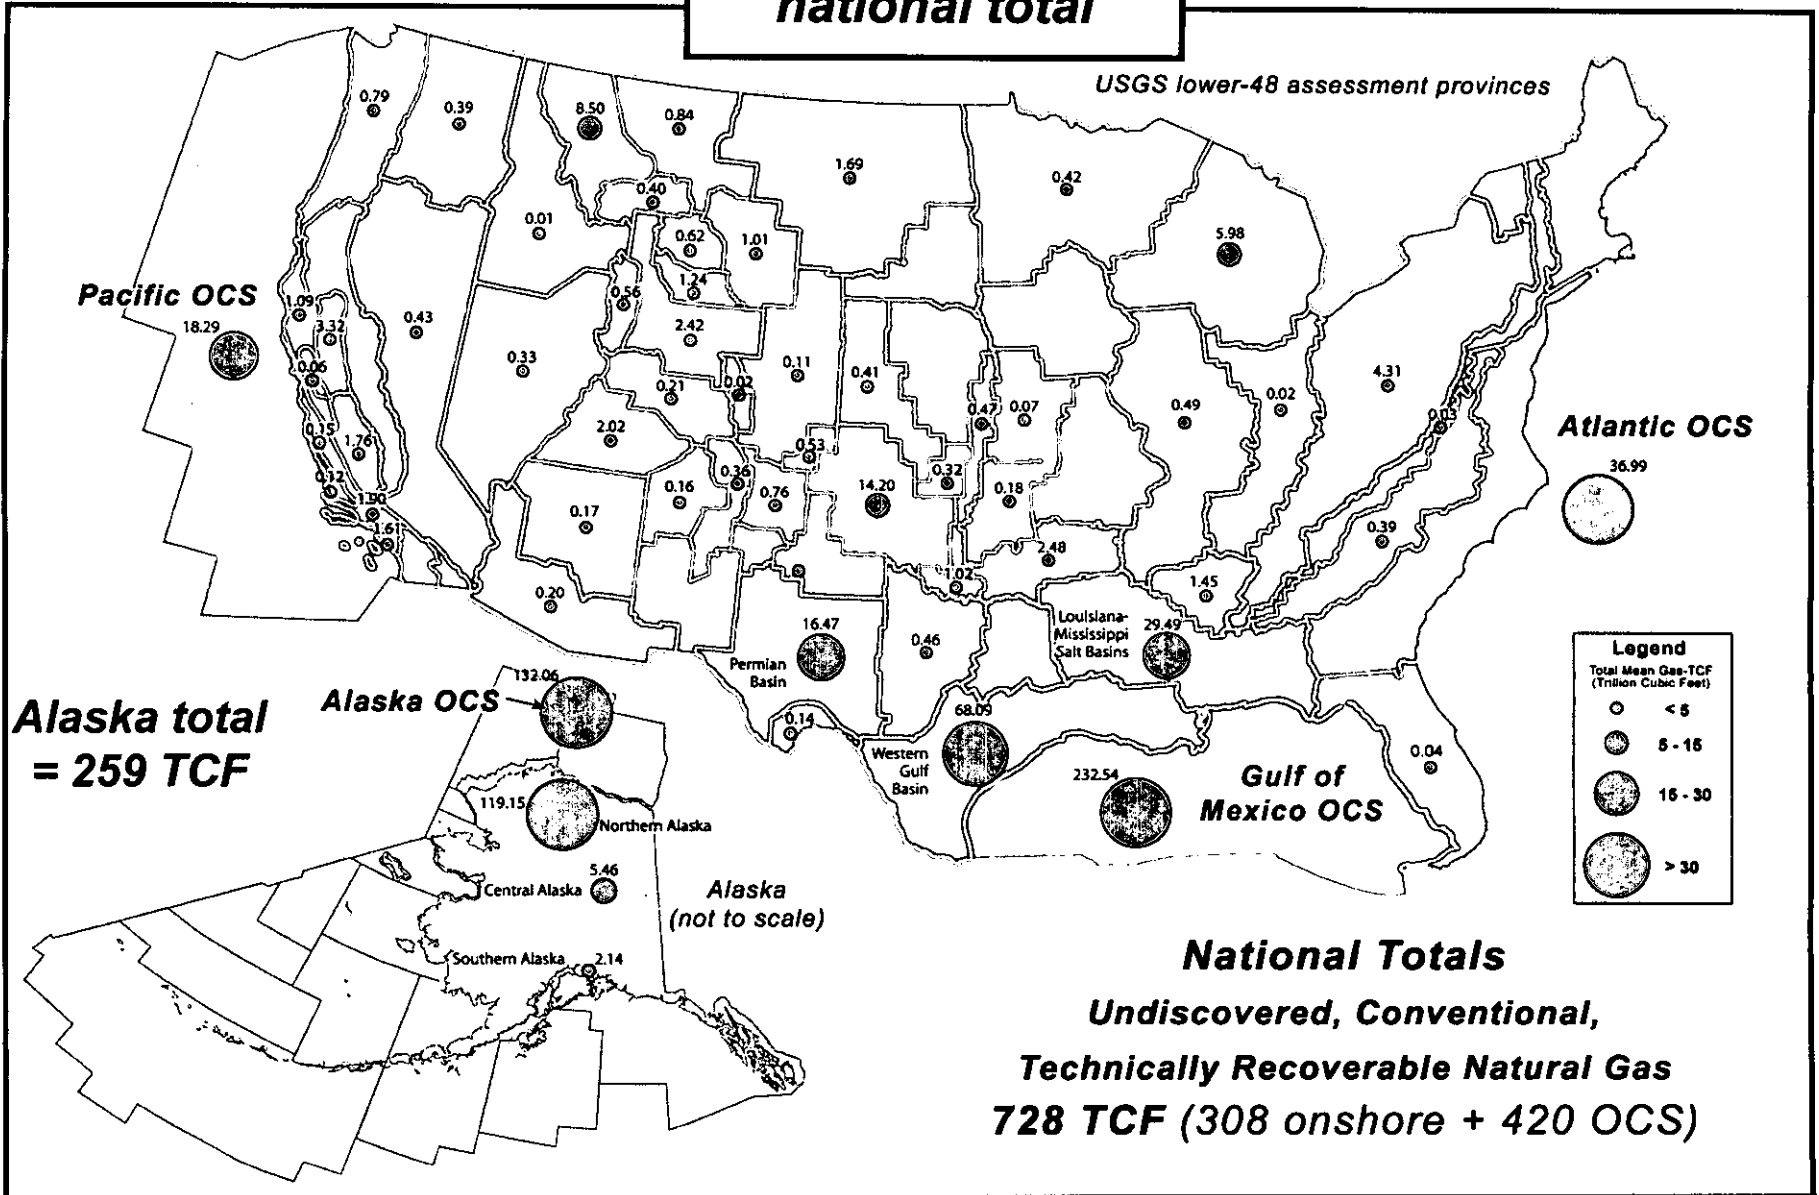 national total
USGS lower-48 assessment provinces
0.79
0.39
8.50
0.84
1.69
0.42
0.40
0.01
0.62
1.01
5.98
Pacific OCS
18.29
1.09
3.32
0.43
0.56
1.24
2.42
0.33
0.06
0.21
0.02
0.11
0.41
0.47
0.07
0.49
0.02
4.31
0.03
Atlantic OCS
36.99
0.15
1.76
2.02
0.53
0.36
0.32
0.12
1.90
1.61
0.17
0.16
0.76
14.20
0.18
0.39
2.48
1.02
1.45
0.20
16.47
Permian
Basin
0.46
Louisiana-
Mississippi
Salt Basins
29.49
Legend
Total Mean Gas-TCF
(Trillion Cubic Feet)
< 5
5 - 15
15 - 30
> 30
Alaska total
= 259 TCF
Alaska OCS
132.06
0.14
68.09
Western
Gulf
Basin
232.54
Gulf of
Mexico OCS
0.04
119.15
Northern Alaska
5.46
Central Alaska
Alaska
(not to scale)
Southern Alaska
2.14
National Totals
Undiscovered, Conventional,
Technically Recoverable Natural Gas
728 TCF (308 onshore + 420 OCS)